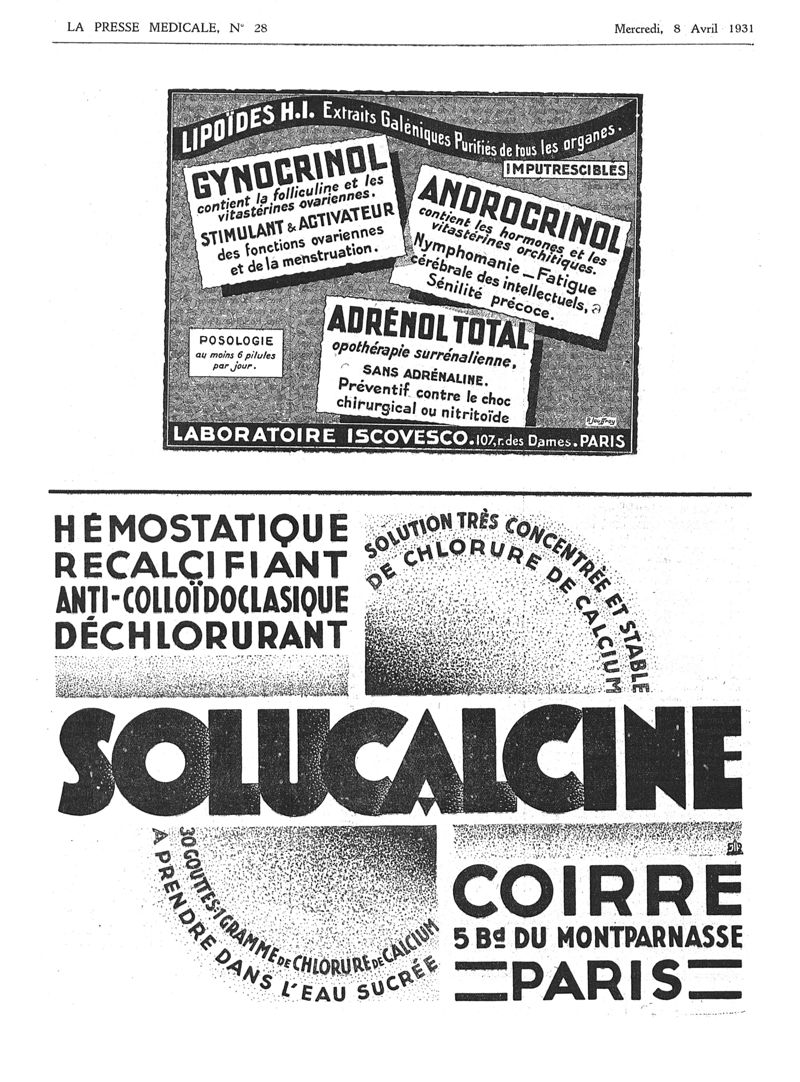 LA PRESSE MEDICALE, N° 28
Mercredi, 8 Avril 1931
LIPOÏDES H.I. Extraits Galéniques Purifiés de tous les organes.
IMPUTRESCIBLES
GYNOCRINOL
contient la folliculine et les
vitastérines ovariennes.
STIMULANT & ACTIVATEUR
des fonctions ovariennes
et de la menstruation.
ANDROCRINOL
contient les hormones et les
vitastérines orchitiques.
Nymphomanie _ Fatigue
cérébrale des intellectuels,
Sénilité précoce.
ADRÉNOL TOTAL
opothérapie surrénalienne,
SANS ADRÉNALINE.
Préventif contre le choc
chirurgical ou nitritoïde
POSOLOGIE
au moins 6 pilules
par jour.
LABORATOIRE ISCOVESCO. 107, r. des Dames. PARIS
HÉMOSTATIQUE
RECALCIFIANT
ANTI-COLLOÏDOCLASIQUE
DÉCHLORURANT
SOLUTION TRÈS CONCENTRÉE ET STABLE
DE CHLORURE DE CALCIUM
SOLUCALCINE
30 GOUTTES=1 GRAMME DE CHLORURE DE CALCIUM
À PRENDRE DANS L'EAU SUCRÉE
COIRRE
5 Bd DU MONTPARNASSE
PARIS